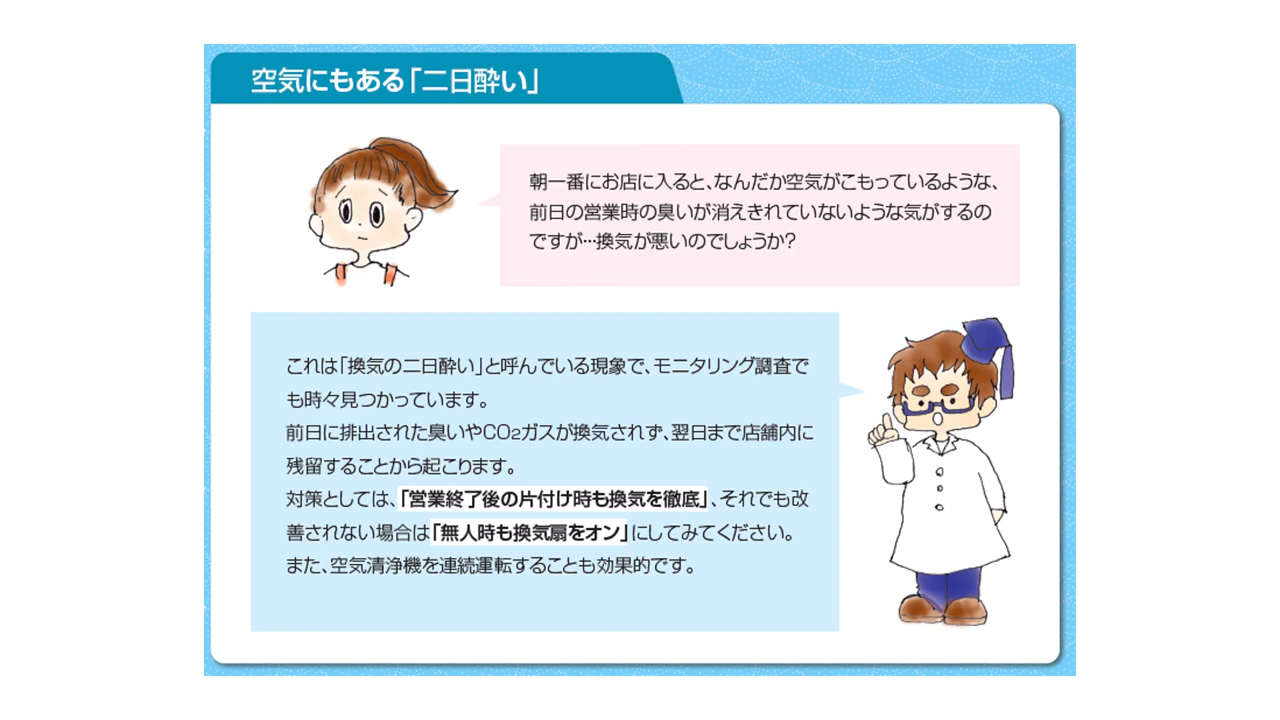 空気にもある「二日酔い」
朝一番にお店に入ると、なんだか空気がこもっているような、
前日の営業時の臭いが消えきれていないような気がするの
ですが…換気が悪いのでしょうか?
これは「換気の二日酔い」と呼んでいる現象で、モニタリング調査で
も時々見つかっています。
前日に排出された臭いやCO2ガスが換気されず、翌日まで店舗内に
残留することから起こります。
対策としては、「営業終了後の片付け時も換気を徹底」、それでも改
善されない場合は「無人時も換気扇をオン」にしてみてください。
また、空気清浄機を連続運転することも効果的です。